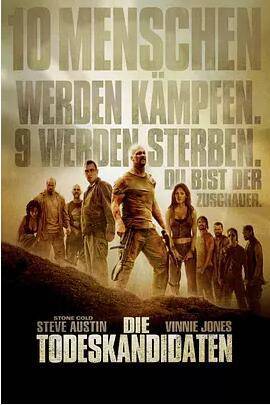 10 MENSCHEN
WERDEN KÄMPFEN.
9 WERDEN STERBEN.
DU BIST DER
ZUSCHAUER.
STONE COLD
STEVE AUSTIN DIE VINNIE JONES
TODESKANDIDATEN